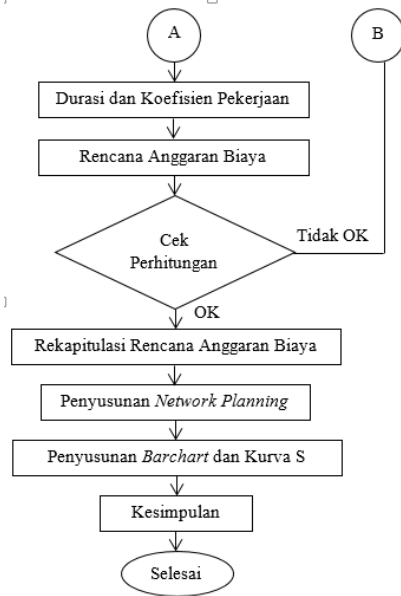 A
B
Durasi dan Koefisien Pekerjaan
Rencana Anggaran Biaya
Cek
Perhitungan
Tidak OK
OK
Rekapitulasi Rencana Anggaran Biaya
Penyusunan Network Planning
Penyusunan Barchart dan Kurva S
Kesimpulan
Selesai